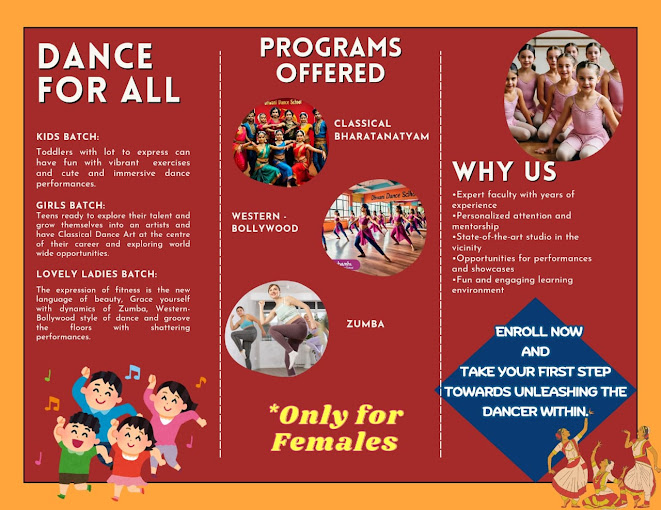 DANCE
FOR ALL
KIDS BATCH:
Toddlers with lot to express can
have fun with vibrant exercises
and cute and immersive dance
performances.
GIRLS BATCH:
Teens ready to explore their talent and
grow themselves into an artists and
have Classical Dance Art at the centre
of their career and exploring world
wide opportunities.
LOVELY LADIES BATCH:
The expression of fitness is the new
language of beauty, Grace yourself
with dynamics of Zumba, Western-
Bollywood style of dance and groove
the floors with shattering
performances.
PROGRAMS
OFFERED
Dance School
CLASSICAL
BHARATANATYAM
Dhwani Dance School
WESTERN -
BOLLYWOOD
ZUMBA
*Only for
Females
WHY US
•Expert faculty with years of
experience
•Personalized attention and
mentorship
•State-of-the-art studio in the
vicinity
•Opportunities for performances
and showcases
•Fun and engaging learning
environment
ENROLL NOW
AND
TAKE YOUR FIRST STEP
TOWARDS UNLEASHING THE
DANCER WITHIN.